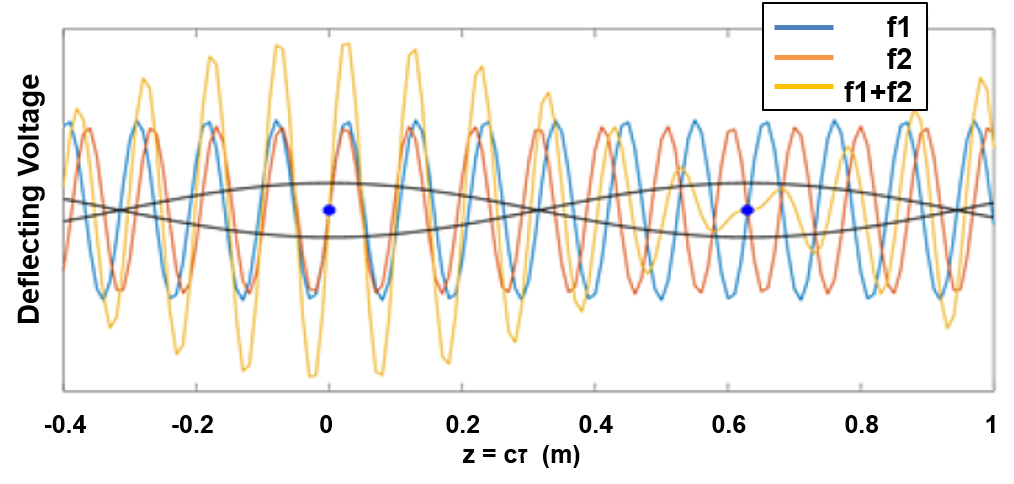 f1
f2
f1+f2
Deflecting Voltage
-0.4 -0.2 0 0.2 0.4 0.6 0.8 1
z = cτ (m)